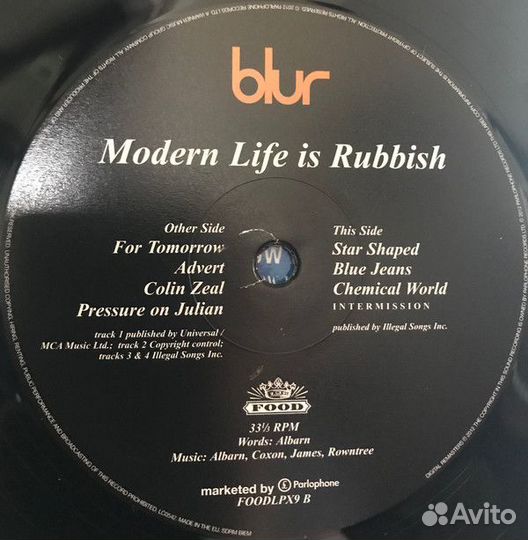 blur
Modern Life is Rubbish
Other Side
For Tomorrow
Advert
Colin Zeal
Pressure on Julian
track 1 published by Universal /
MCA Music Ltd.; track 2 Copyright control;
tracks 3 & 4 Illegal Songs Inc.
This Side
Star Shaped
Blue Jeans
Chemical World
INTERMISSION
published by Illegal Songs Inc.
FOOD
33⅓ RPM
Words: Albarn
Music: Albarn, Coxon, James, Rowntree
marketed by £ Parlophone
FOODLPX9 B
Avito